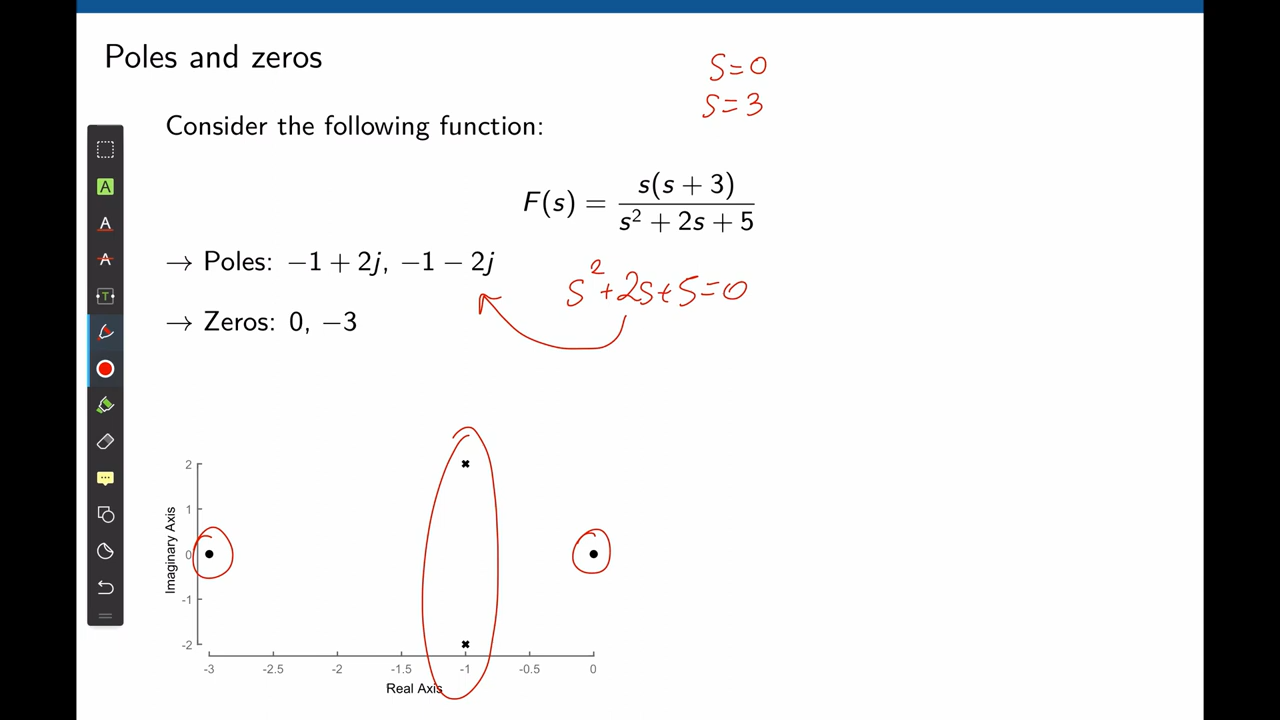 Poles and zeros
S=0
S=3
Consider the following function:
F(s) = s(s + 3) / s² + 2s + 5
→ Poles: −1 + 2j, −1 − 2j
s²+2s+5=0
→ Zeros: 0, −3
A
A
A
T
2
1
0
-1
-2
Imaginary Axis
-3 -2.5 -2 -1.5 -1 -0.5 0
Real Axis